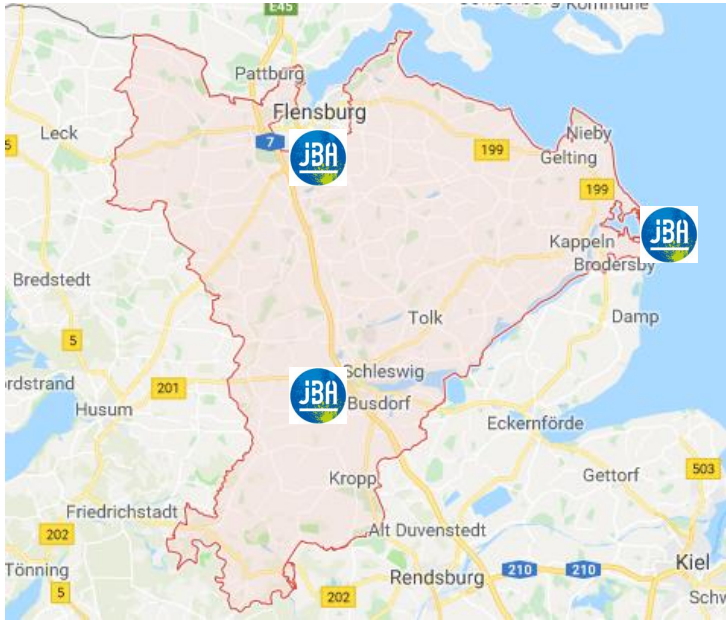 E45
Sonderburg Kommune
Pattburg
Flensburg
Leck
7
JBA
199
Nieby
Gelting
5
199
JBA
Kappeln
Brodersby
Bredstedt
Damp
Tolk
5
ordstrand
201
Schleswig
JBA
Busdorf
Husum
Eckernförde
Kropp
Gettorf
503
Friedrichstadt
202
Alt Duvenstedt
Kiel
Tönning
210
210
Rendsburg
5
202
Schw